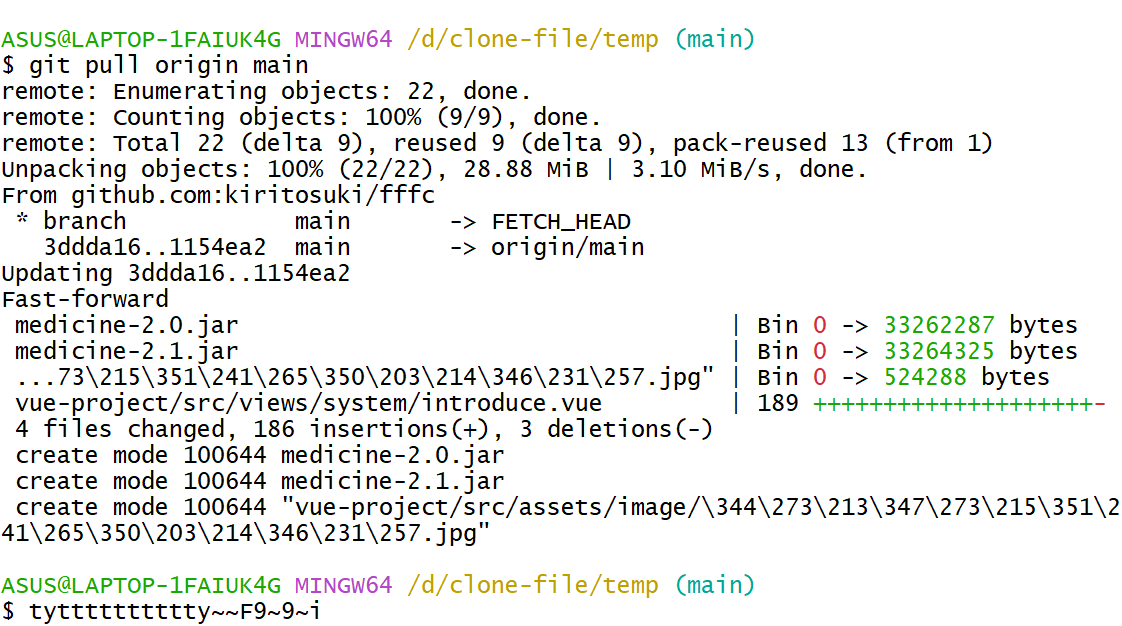 ASUS@LAPTOP-1FAIUK4G MINGW64 /d/clone-file/temp (main)
$ git pull origin main
remote: Enumerating objects: 22, done.
remote: Counting objects: 100% (9/9), done.
remote: Total 22 (delta 9), reused 9 (delta 9), pack-reused 13 (from 1)
Unpacking objects: 100% (22/22), 28.88 MiB | 3.10 MiB/s, done.
From github.com:kiritosuki/fffc
 * branch            main       -> FETCH_HEAD
   3ddda16..1154ea2  main       -> origin/main
Updating 3ddda16..1154ea2
Fast-forward
 medicine-2.0.jar                                   | Bin 0 -> 33262287 bytes
 medicine-2.1.jar                                   | Bin 0 -> 33264325 bytes
 ...73\215\351\241\265\350\203\214\346\231\257.jpg" | Bin 0 -> 524288 bytes
 vue-project/src/views/system/introduce.vue         | 189 ++++++++++++++++++++-
 4 files changed, 186 insertions(+), 3 deletions(-)
 create mode 100644 medicine-2.0.jar
 create mode 100644 medicine-2.1.jar
 create mode 100644 "vue-project/src/assets/image/\344\273\213\347\273\215\351\2
41\265\350\203\214\346\231\257.jpg"
ASUS@LAPTOP-1FAIUK4G MINGW64 /d/clone-file/temp (main)
$ tytttttttttty~~F9~9~i